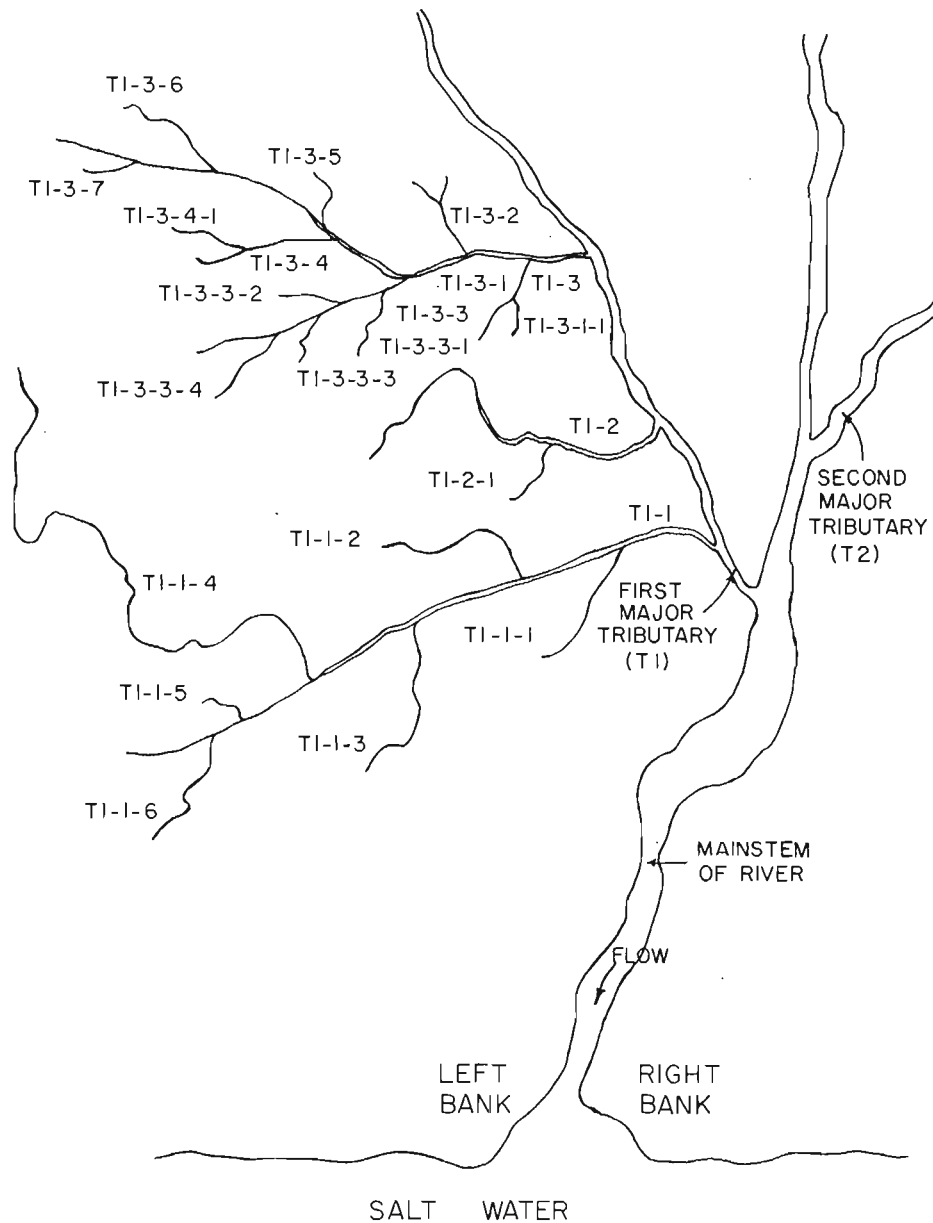 T1-3-6
T1-3-5
T1-3-7
T1-3-2
T1-3-4-1
T1-3-4
T1-3-1
T1-3
T1-3-3-2
T1-3-3
T1-3-1-1
T1-3-3-1
T1-3-3-3
T1-3-3-4
T1-2
T1-2-1
SECOND
MAJOR
TRIBUTARY
(T2)
T1-1
T1-1-2
T1-1-4
FIRST
MAJOR
TRIBUTARY
(T1)
T1-1-1
T1-1-5
T1-1-3
T1-1-6
MAINSTEM
OF RIVER
FLOW
LEFT
BANK
RIGHT
BANK
SALT WATER